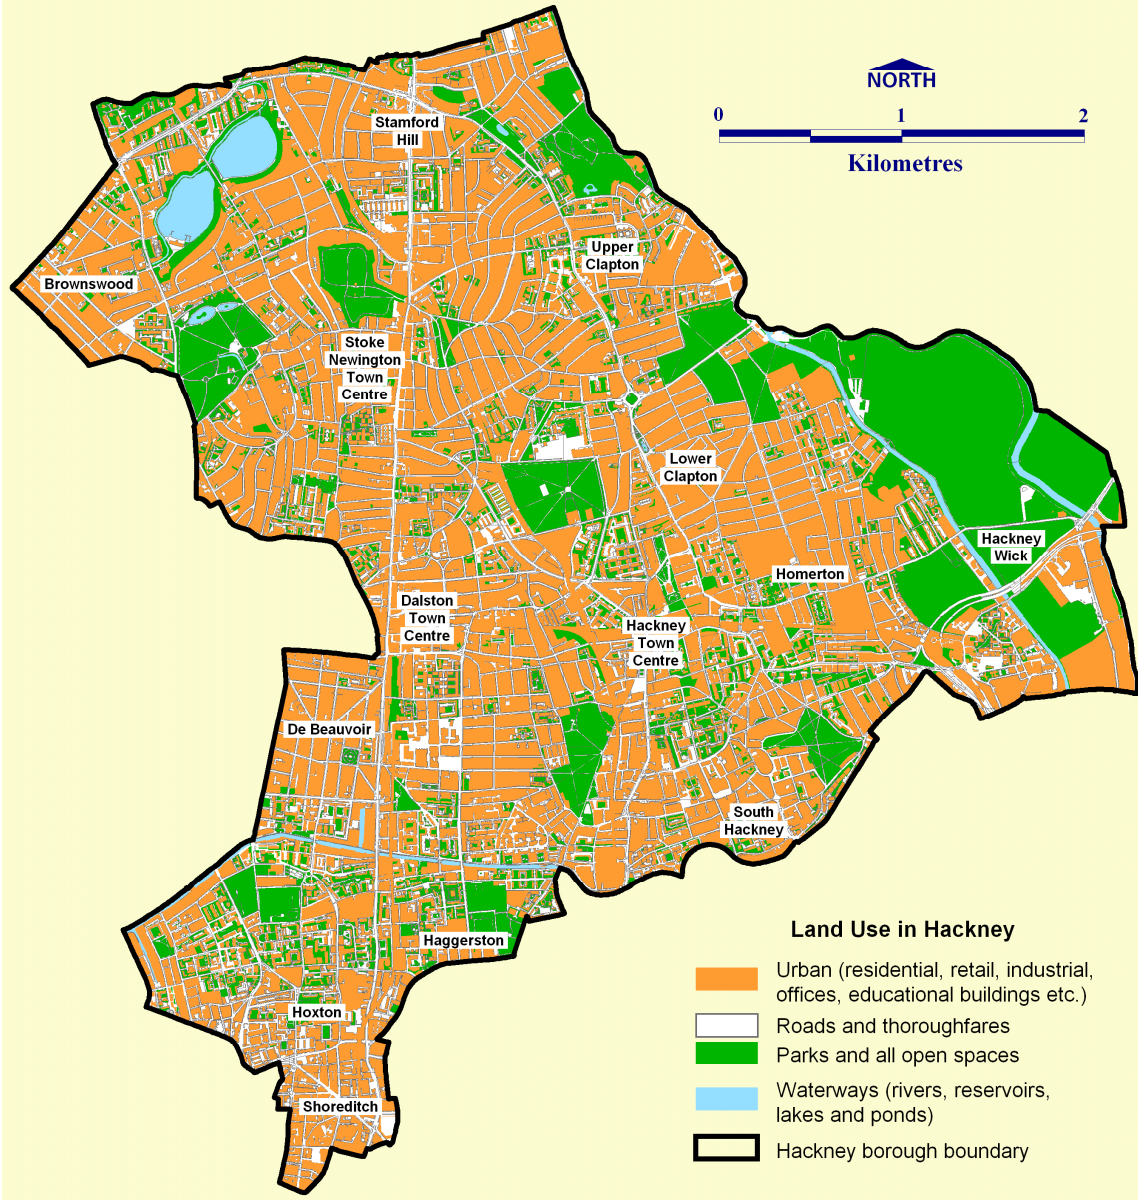 NORTH
0 1 2
Kilometres
Stamford
Hill
Upper
Clapton
Brownswood
Stoke
Newington
Town
Centre
Lower
Clapton
Hackney
Wick
Homerton
Dalston
Town
Centre
Hackney
Town
Centre
De Beauvoir
South
Hackney
Haggerston
Hoxton
Shoreditch
Land Use in Hackney
Urban (residential, retail, industrial,
offices, educational buildings etc.)
Roads and thoroughfares
Parks and all open spaces
Waterways (rivers, reservoirs,
lakes and ponds)
Hackney borough boundary